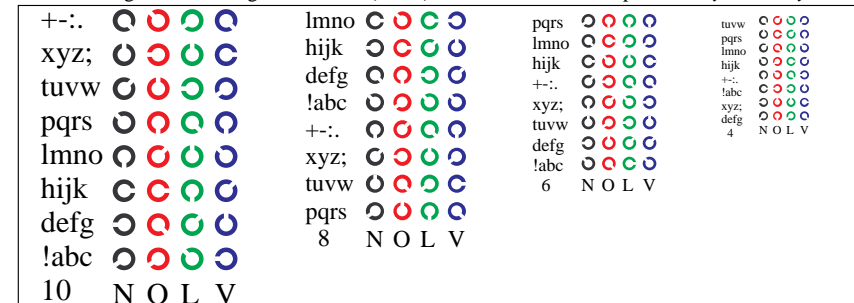 +-:.
xyz;
tuvw
pqrs
lmno
hijk
defg
!abc
10 N O L V
lmno
hijk
defg
!abc
+-:.
xyz;
tuvw
pqrs
8 N O L V
pqrs
lmno
hijk
+-:.
xyz;
tuvw
defg
!abc
6 N O L V
tuvw
pqrs
lmno
hijk
+-:.
!abc
xyz;
defg
4 N O L V